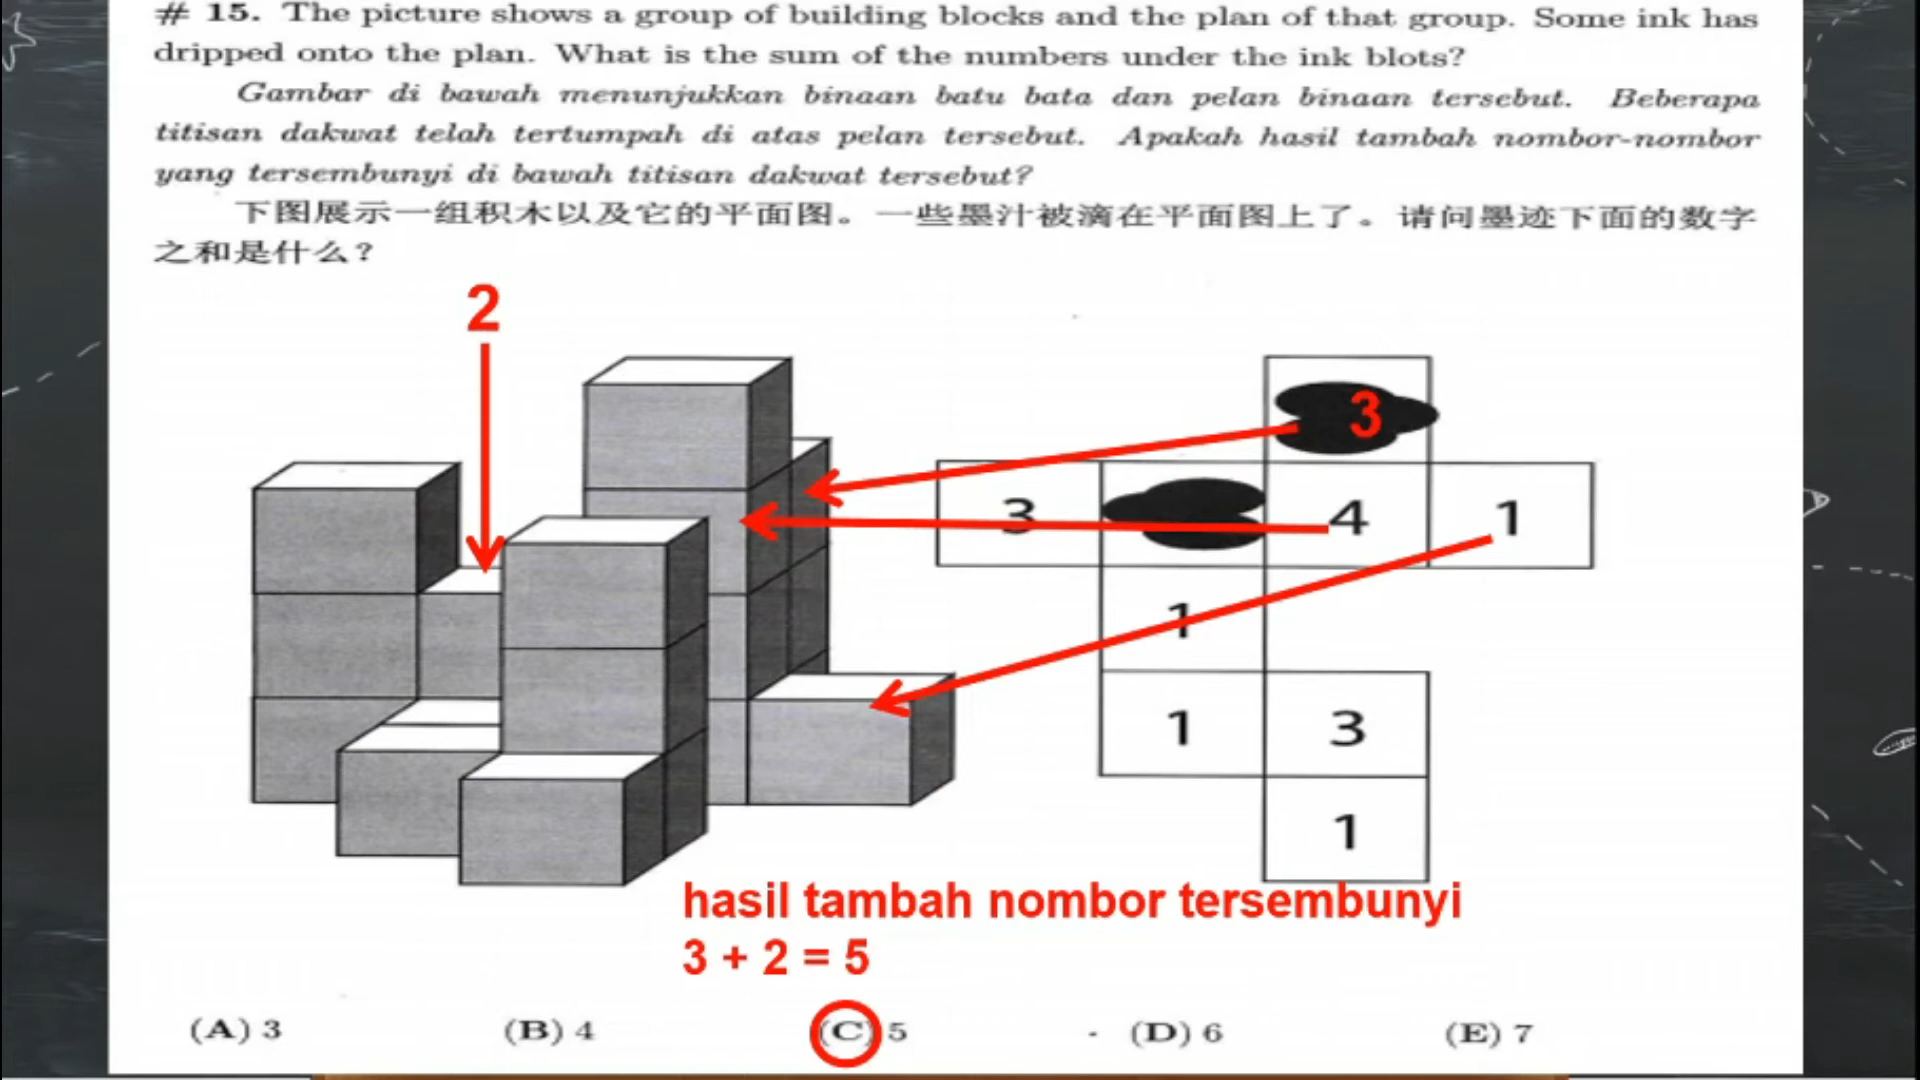 # 15. The picture shows a group of building blocks and the plan of that group. Some ink has
dripped onto the plan. What is the sum of the numbers under the ink blots?
Gambar di bawah menunjukkan binaan batu bata dan pelan binaan tersebut. Beberapa
titisan dakwat telah tertumpah di atas pelan tersebut. Apakah hasil tambah nombor-nombor
yang tersembunyi di bawah titisan dakwat tersebut?
下图展示一组积木以及它的平面图。一些墨汁被滴在平面图上了。请问墨迹下面的数字
之和是什么?
2
3
3 4 1
1
1 3
1
hasil tambah nombor tersembunyi
3 + 2 = 5
(A) 3 (B) 4 (C) 5 (D) 6 (E) 7